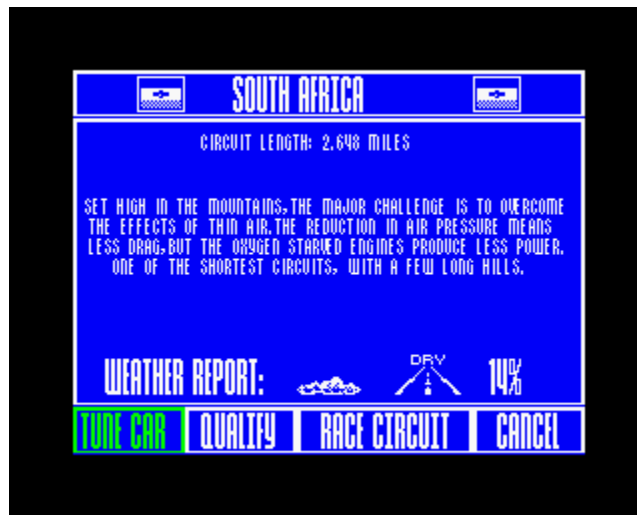 SOUTH AFRICA
CIRCUIT LENGTH: 2.648 MILES
SET HIGH IN THE MOUNTAINS,THE MAJOR CHALLENGE IS TO OVERCOME
THE EFFECTS OF THIN AIR.THE REDUCTION IN AIR PRESSURE MEANS
LESS DRAG,BUT THE OXYGEN STARVED ENGINES PRODUCE LESS POWER.
ONE OF THE SHORTEST CIRCUITS, WITH A FEW LONG HILLS.
WEATHER REPORT: DRY 14%
TUNE CAR QUALIFY RACE CIRCUIT CANCEL